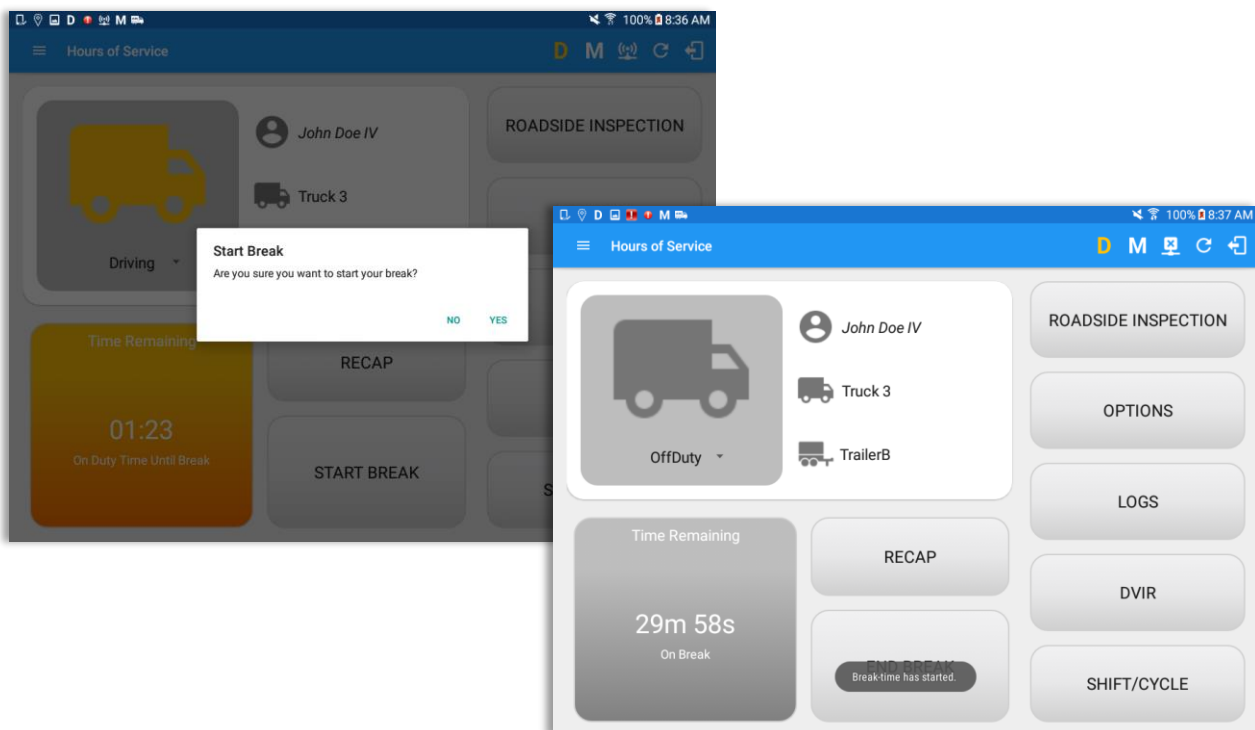 D M 100% 8:36 AM
Hours of Service
D M
John Doe IV
Truck 3
Driving
ROADSIDE INSPECTION
Start Break
Are you sure you want to start your break?
NO YES
Time Remaining
01:23
On Duty Time Until Break
RECAP
START BREAK
S
D M 100% 8:37 AM
Hours of Service
D M
John Doe IV
Truck 3
TrailerB
OffDuty
ROADSIDE INSPECTION
OPTIONS
LOGS
DVIR
SHIFT/CYCLE
Time Remaining
29m 58s
On Break
RECAP
END BREAK
Break-time has started.